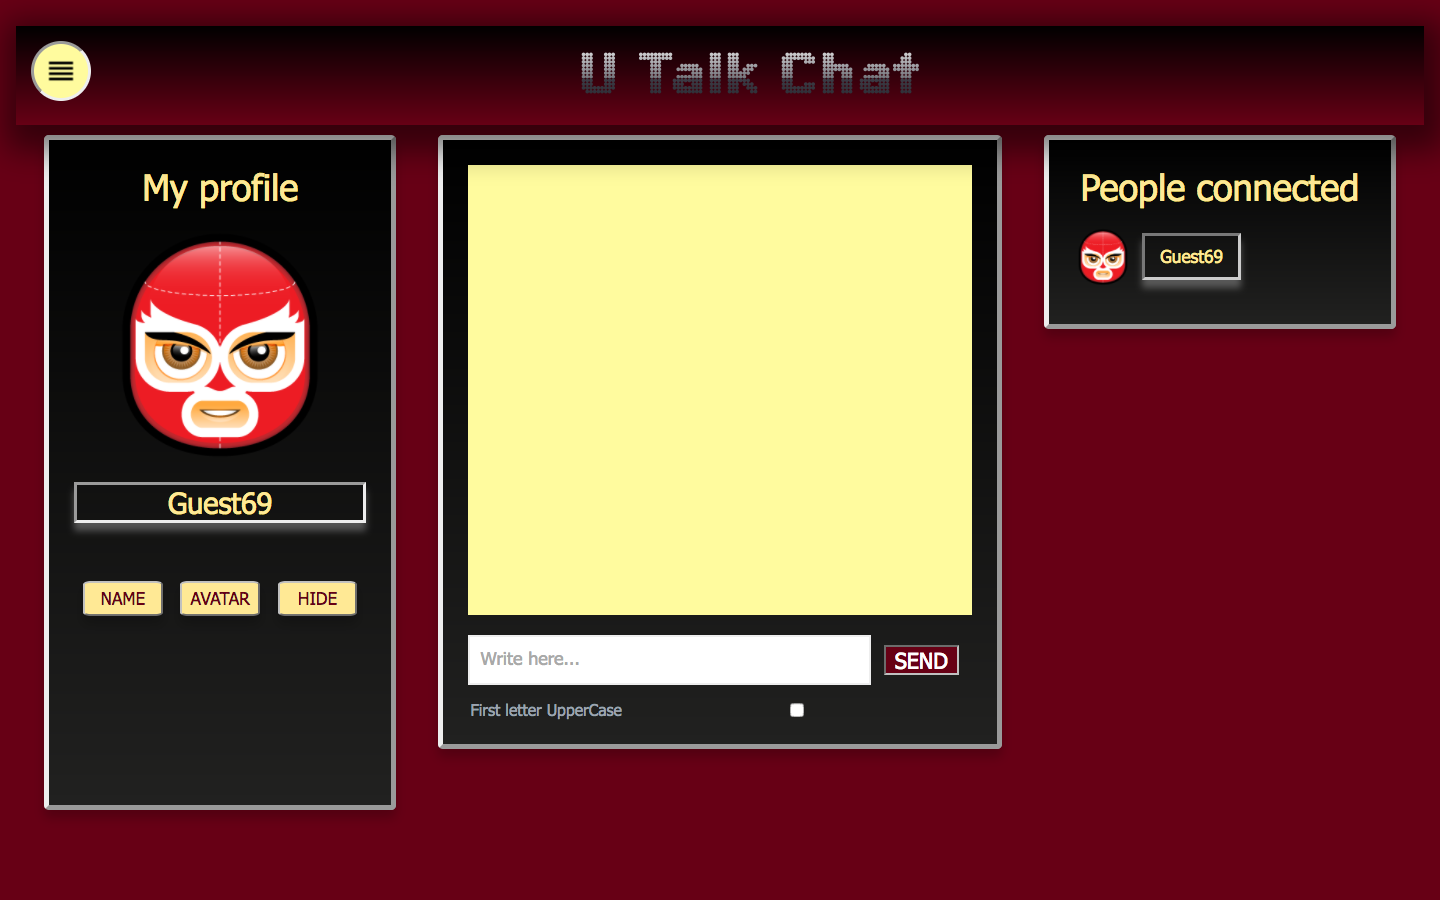 U Talk Chat
My profile
Guest69
NAME AVATAR HIDE
Write here...
SEND
First letter UpperCase
People connected
Guest69